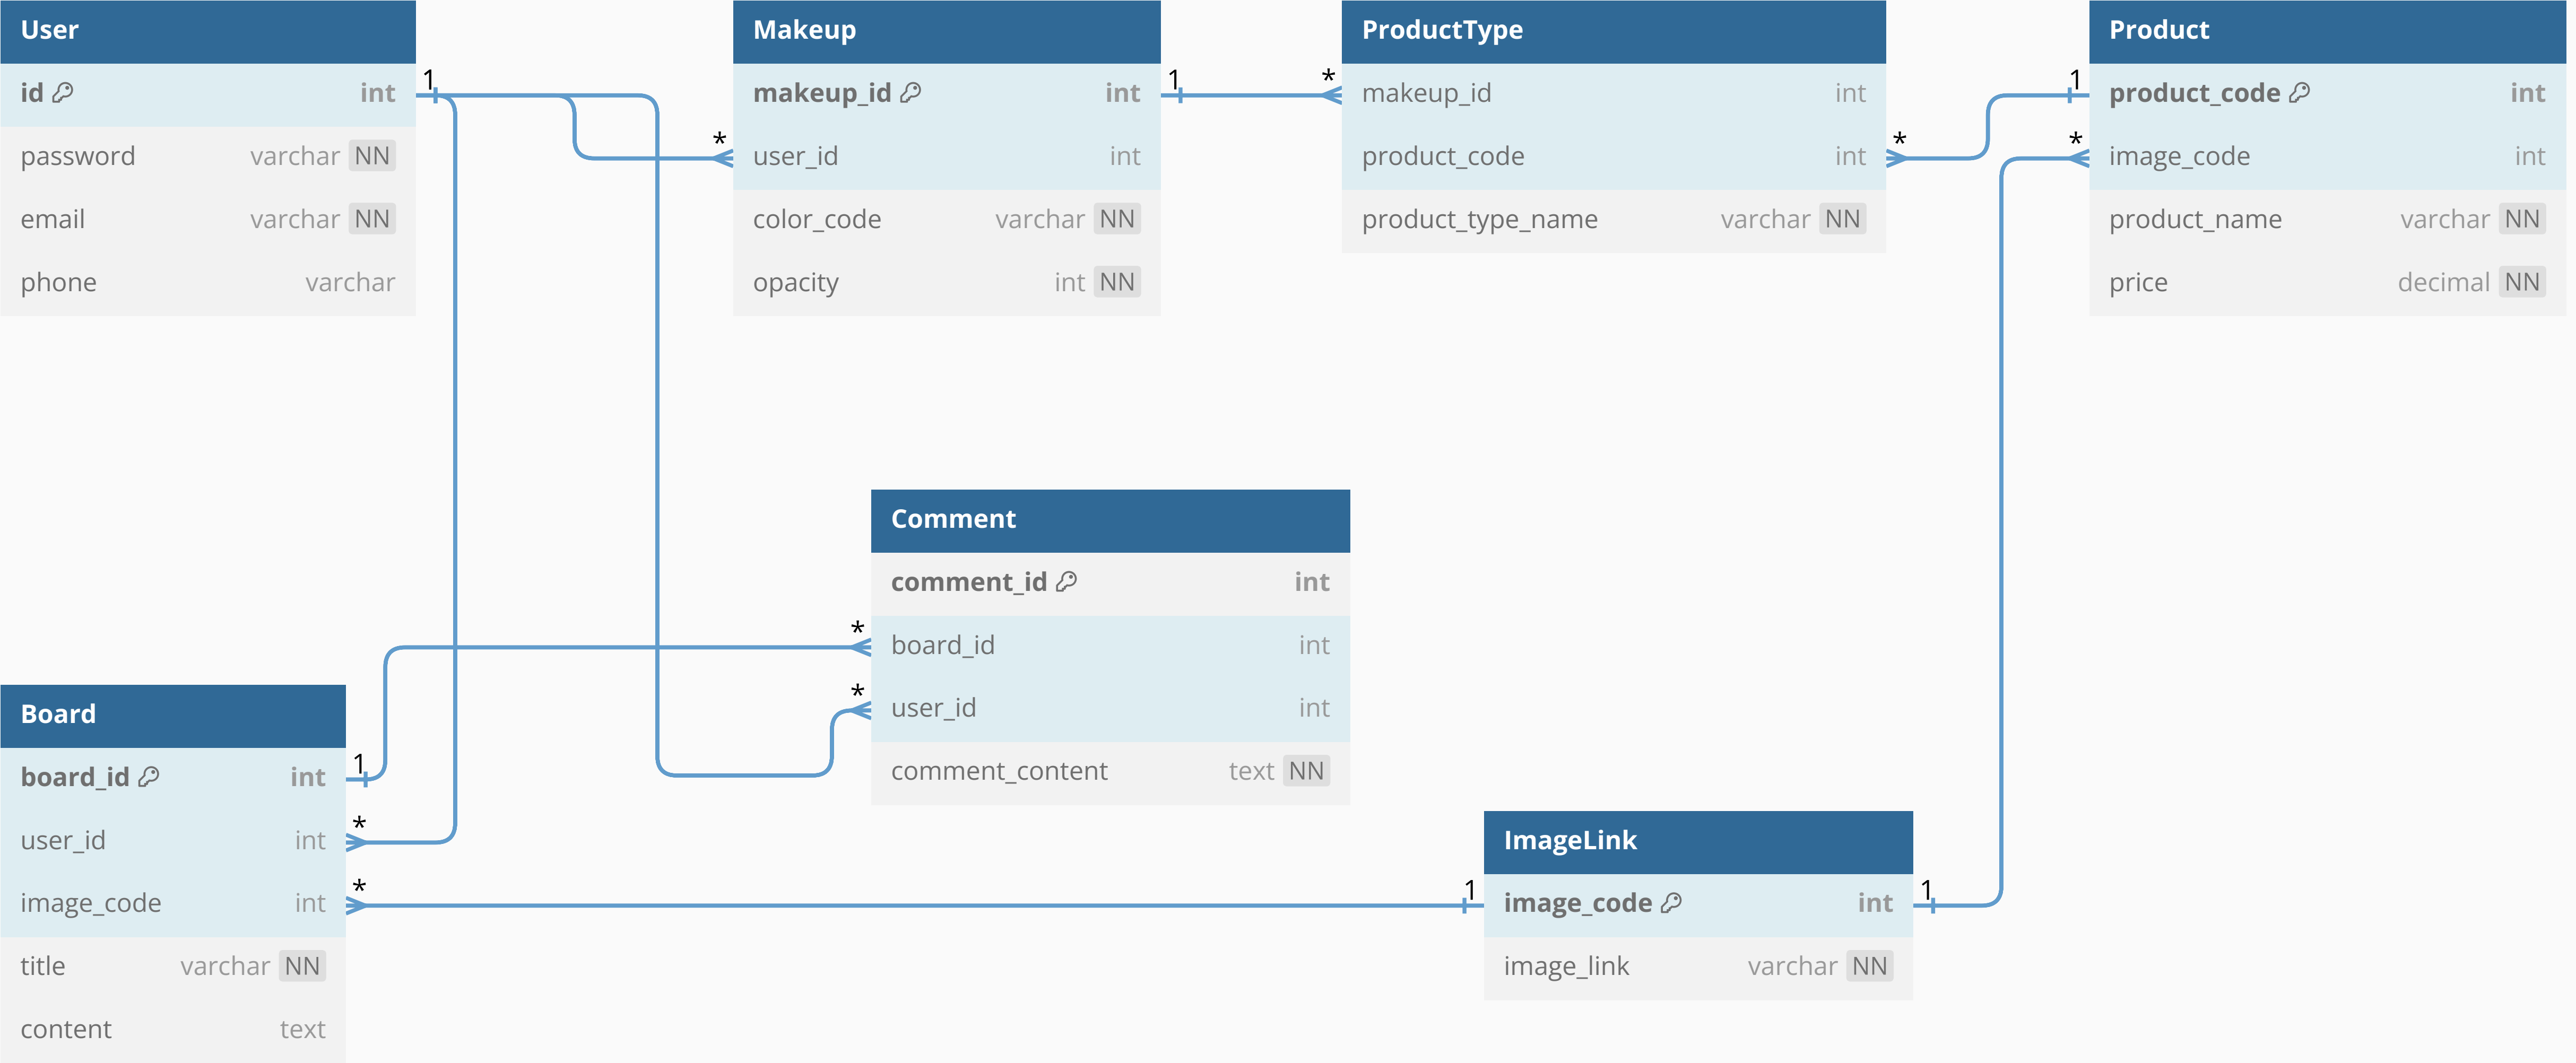 User
id int
password varchar NN
email varchar NN
phone varchar
1
*
Makeup
makeup_id int
user_id int
color_code varchar NN
opacity int NN
1
*
ProductType
makeup_id int
product_code int
product_type_name varchar NN
*
1
*
Product
product_code int
image_code int
product_name varchar NN
price decimal NN
Comment
comment_id int
board_id int
user_id int
comment_content text NN
*
*
Board
board_id int
user_id int
image_code int
title varchar NN
content text
1
*
*
1
ImageLink
image_code int
image_link varchar NN
1